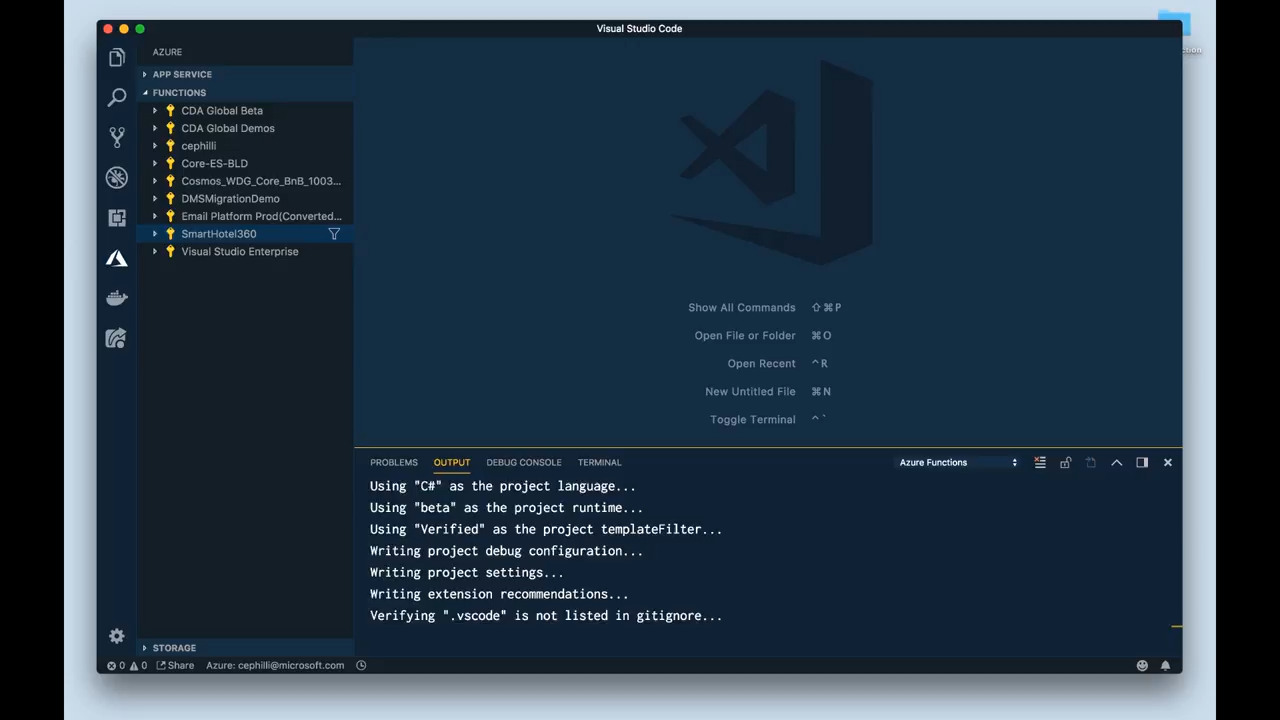 Visual Studio Code
AZURE
APP SERVICE
FUNCTIONS
CDA Global Beta
CDA Global Demos
cephilli
Core-ES-BLD
Cosmos_WDG_Core_BnB_1003...
DMSMigrationDemo
Email Platform Prod(Converted...
SmartHotel360
Visual Studio Enterprise
STORAGE
Show All Commands ⇧⌘P
Open File or Folder ⌘O
Open Recent ⌃R
New Untitled File ⌘N
Toggle Terminal ⌃`
PROBLEMS OUTPUT DEBUG CONSOLE TERMINAL Azure Functions
Using "C#" as the project language...
Using "beta" as the project runtime...
Using "Verified" as the project templateFilter...
Writing project debug configuration...
Writing project settings...
Writing extension recommendations...
Verifying ".vscode" is not listed in gitignore...
0 0 Share Azure: cephilli@microsoft.com